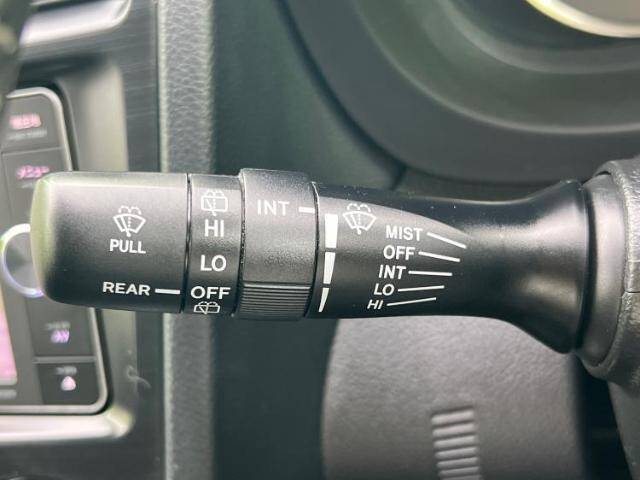 PULL
REAR
HI
LO
OFF
INT
MIST
OFF
INT
LO
HI